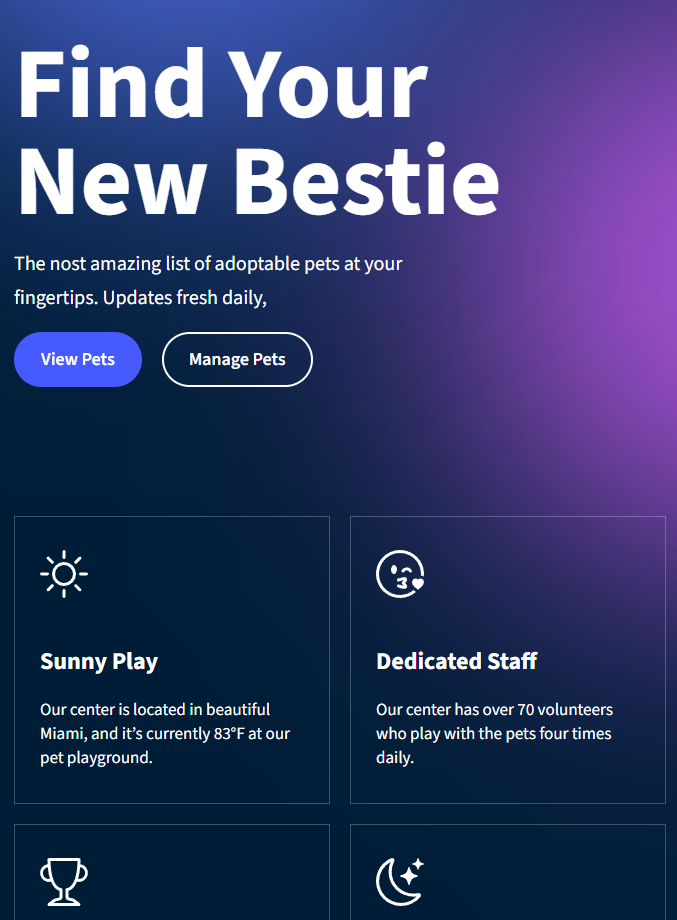 Find Your
New Bestie
The nost amazing list of adoptable pets at your
fingertips. Updates fresh daily,
View Pets
Manage Pets
Sunny Play
Our center is located in beautiful
Miami, and it’s currently 83°F at our
pet playground.
Dedicated Staff
Our center has over 70 volunteers
who play with the pets four times
daily.